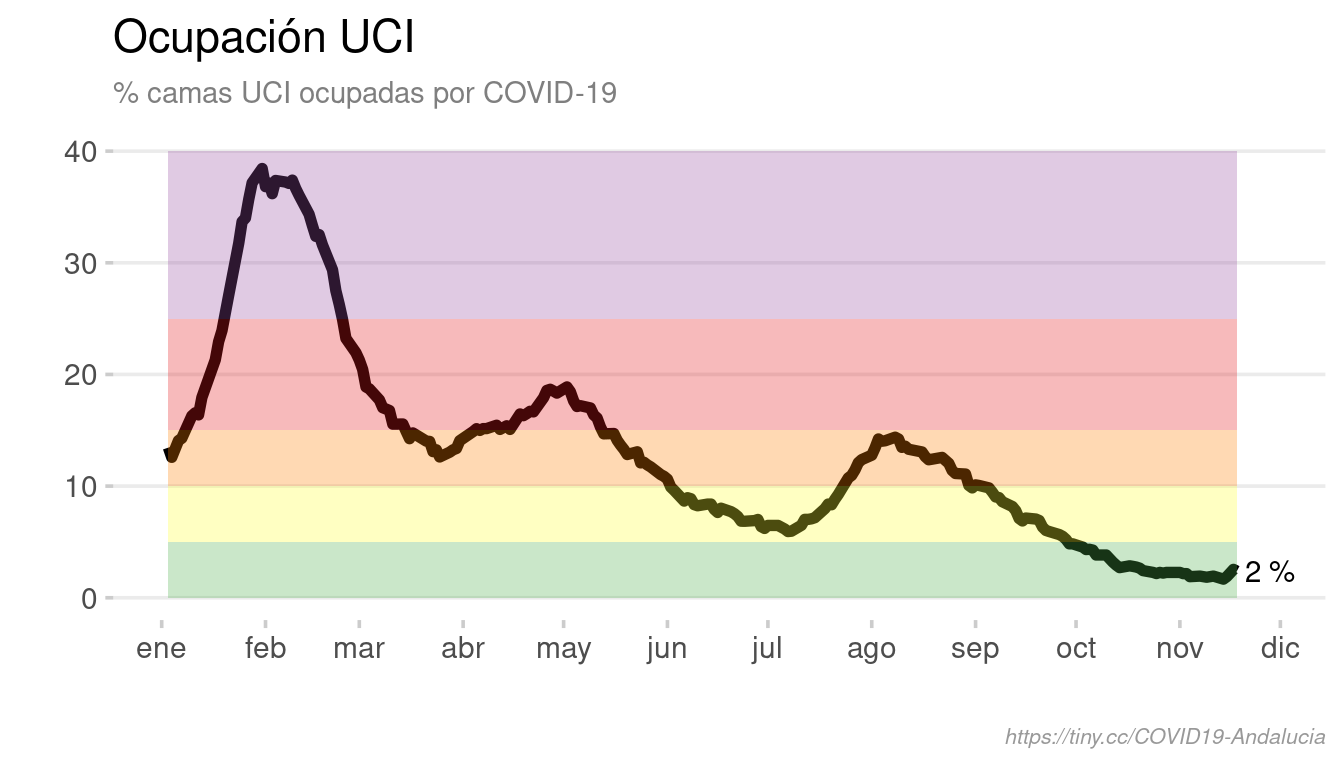 Ocupación UCI
% camas UCI ocupadas por COVID-19
40
30
20
10
0
2 %
ene feb mar abr may jun jul ago sep oct nov dic
https://tiny.cc/COVID19-Andalucia